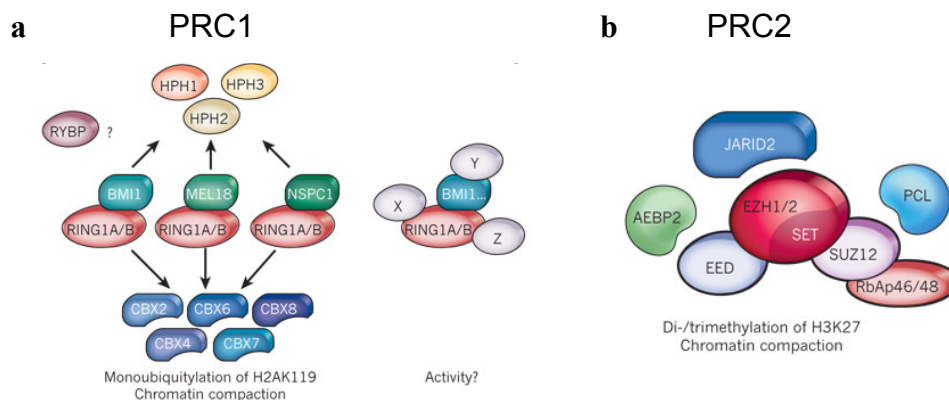 a PRC1
HPH1
HPH3
HPH2
RYBP ?
BMI1
MEL18
NSPC1
RING1A/B
RING1A/B
RING1A/B
CBX2
CBX6
CBX8
CBX4
CBX7
Monoubiquitylation of H2AK119
Chromatin compaction
Y
BMI1...
X
RING1A/B
Z
Activity?
b PRC2
JARID2
AEBP2
EZH1/2
SET
PCL
EED
SUZ12
RbAp46/48
Di-/trimethylation of H3K27
Chromatin compaction